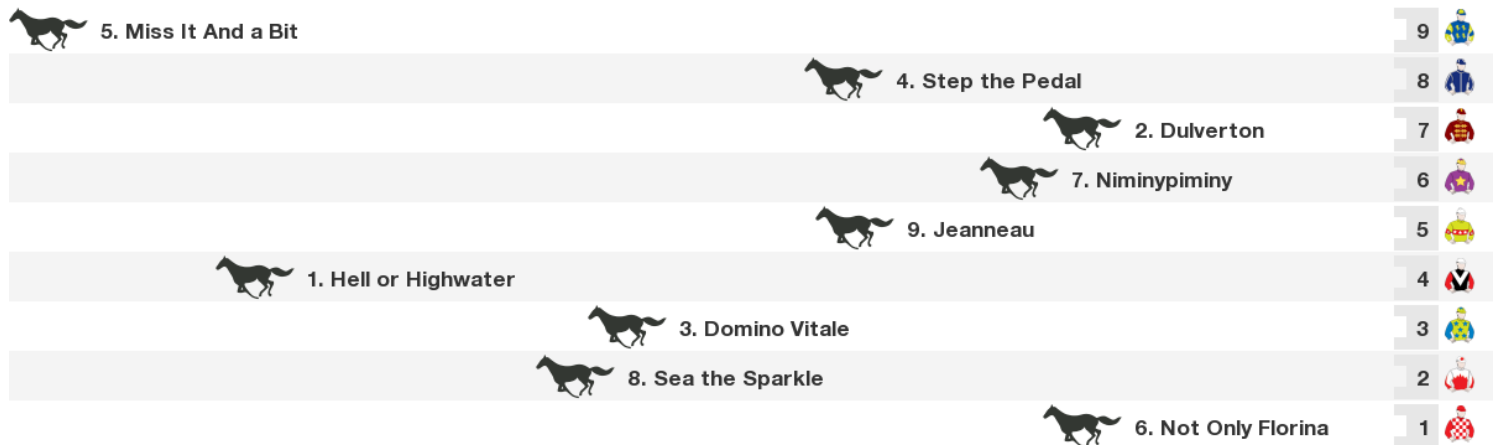 5. Miss It And a Bit 9
4. Step the Pedal 8
2. Dulverton 7
7. Niminypiminy 6
9. Jeanneau 5
1. Hell or Highwater 4
3. Domino Vitale 3
8. Sea the Sparkle 2
6. Not Only Florina 1